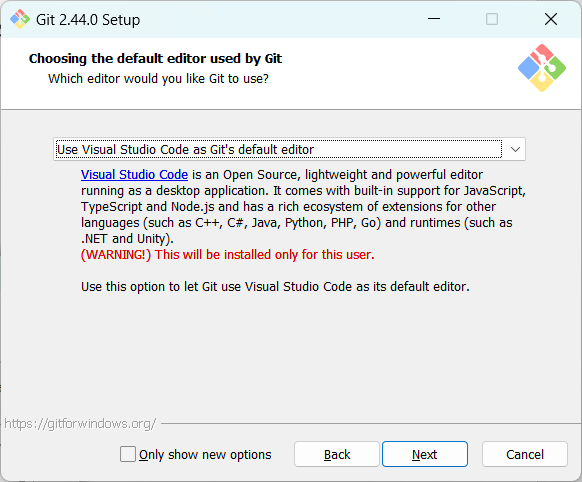 Git 2.44.0 Setup
Choosing the default editor used by Git
Which editor would you like Git to use?
Use Visual Studio Code as Git's default editor
Visual Studio Code is an Open Source, lightweight and powerful editor
running as a desktop application. It comes with built-in support for JavaScript,
TypeScript and Node.js and has a rich ecosystem of extensions for other
languages (such as C++, C#, Java, Python, PHP, Go) and runtimes (such as
.NET and Unity).
(WARNING!) This will be installed only for this user.
Use this option to let Git use Visual Studio Code as its default editor.
https://gitforwindows.org/
Only show new options
Back
Next
Cancel